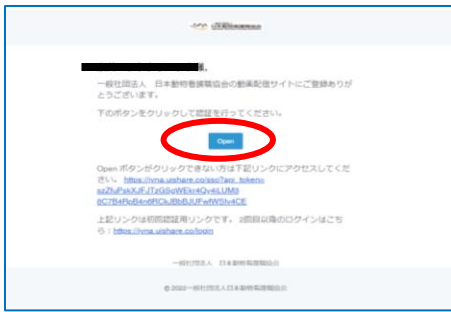 様、
一般社団法人 日本動物看護職協会の動画配信サイトにご登録ありが
とうございます。
下のボタンをクリックして認証を行ってください。
Open
Open ボタンがクリックできない方は下記リンクにアクセスしてくだ
さい。
上記リンクは初回認証用リンクです。 2回目以降のログインはこち
ら：https://jvna.uishare.co/login
一般社団法人 日本動物看護職協会
© 2022一般社団法人日本動物看護職協会